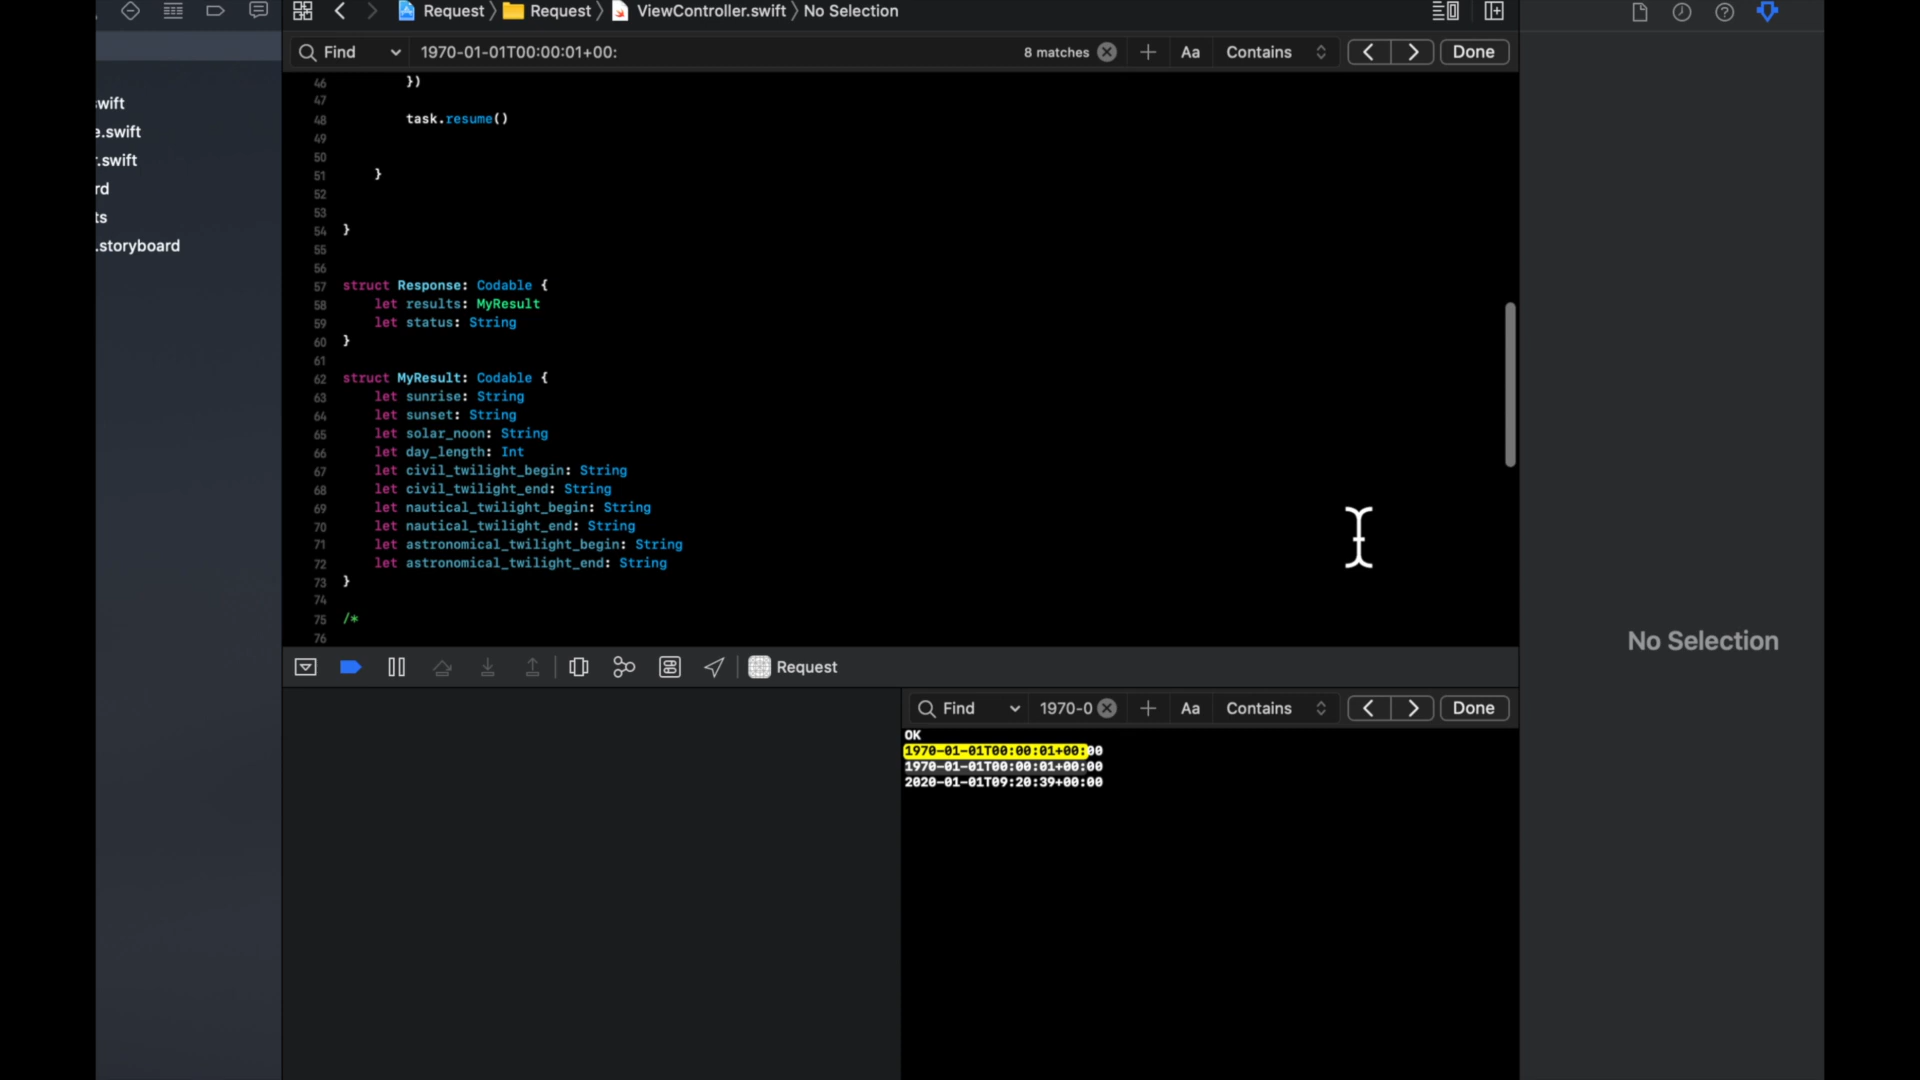 Request Request ViewController.swift No Selection
Find 1970-01-01T00:00:01+00: 8 matches Aa Contains Done
wift
e.swift
r.swift
rd
ts
.storyboard
46 })
47
48 task.resume()
49
50
51 }
52
53
54 }
55
56
57 struct Response: Codable {
58 let results: MyResult
59 let status: String
60 }
61
62 struct MyResult: Codable {
63 let sunrise: String
64 let sunset: String
65 let solar_noon: String
66 let day_length: Int
67 let civil_twilight_begin: String
68 let civil_twilight_end: String
69 let nautical_twilight_begin: String
70 let nautical_twilight_end: String
71 let astronomical_twilight_begin: String
72 let astronomical_twilight_end: String
73 }
74
75 /*
76
No Selection
Request
Find 1970-0 Aa Contains Done
OK
1970-01-01T00:00:01+00:00
1970-01-01T00:00:01+00:00
2020-01-01T09:20:39+00:00